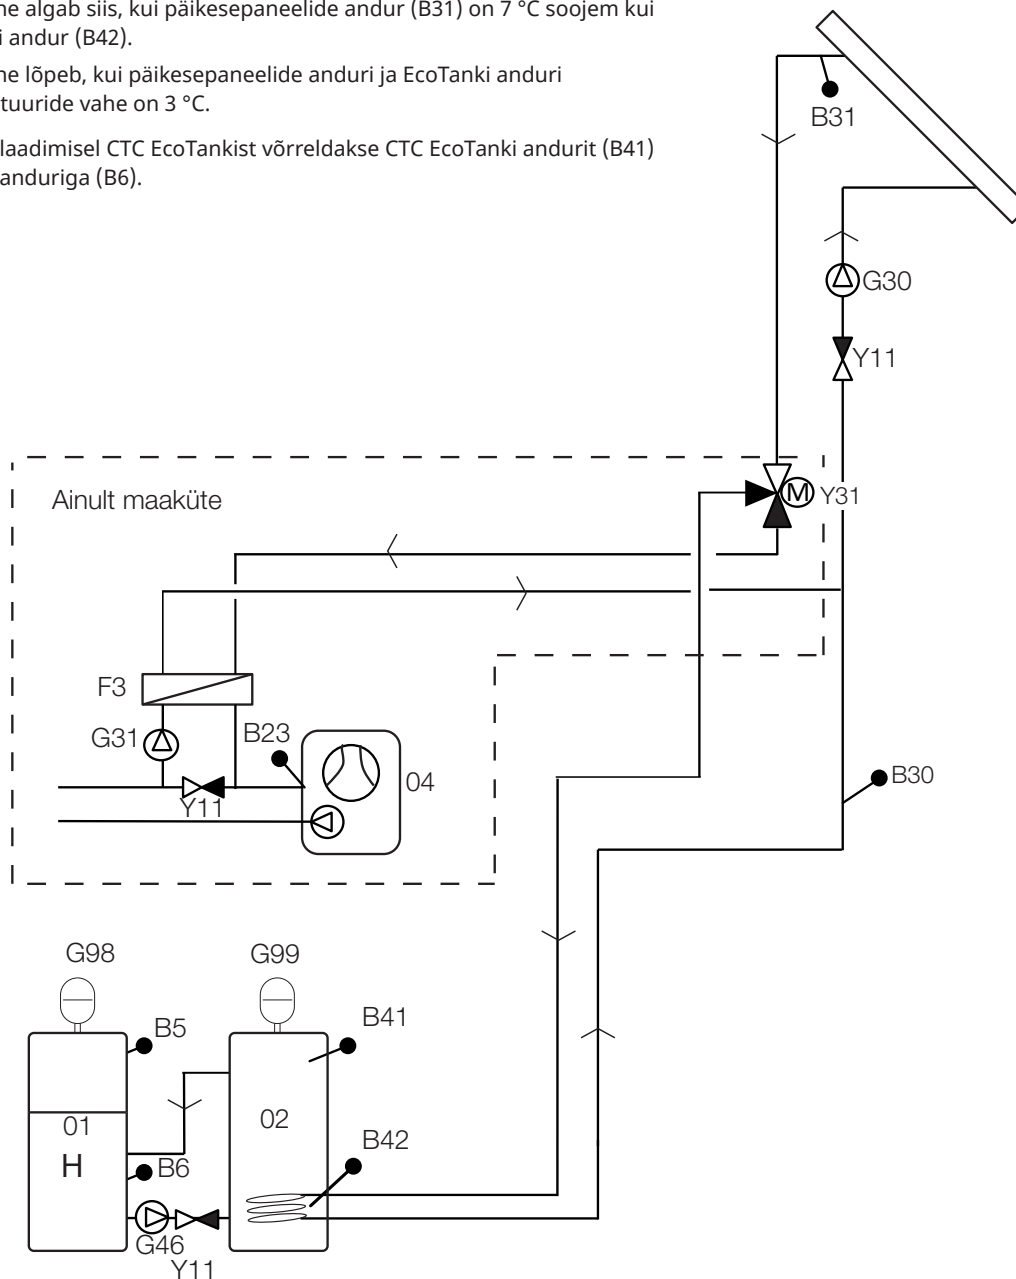 ne algab siis, kui päikesepaneelide andur (B31) on 7 °C soojem kui
i andur (B42).
ne lõpeb, kui päikesepaneelide anduri ja EcoTanki anduri
tuuride vahe on 3 °C.
laadimisel CTC EcoTankist võrreldakse CTC EcoTanki andurit (B41)
anduriga (B6).
B31
G30
Y11
Ainult maaküte
M
Y31
F3
G31
B23
04
Y11
B30
G98
G99
B5
B41
01
02
H
B42
B6
G46
Y11